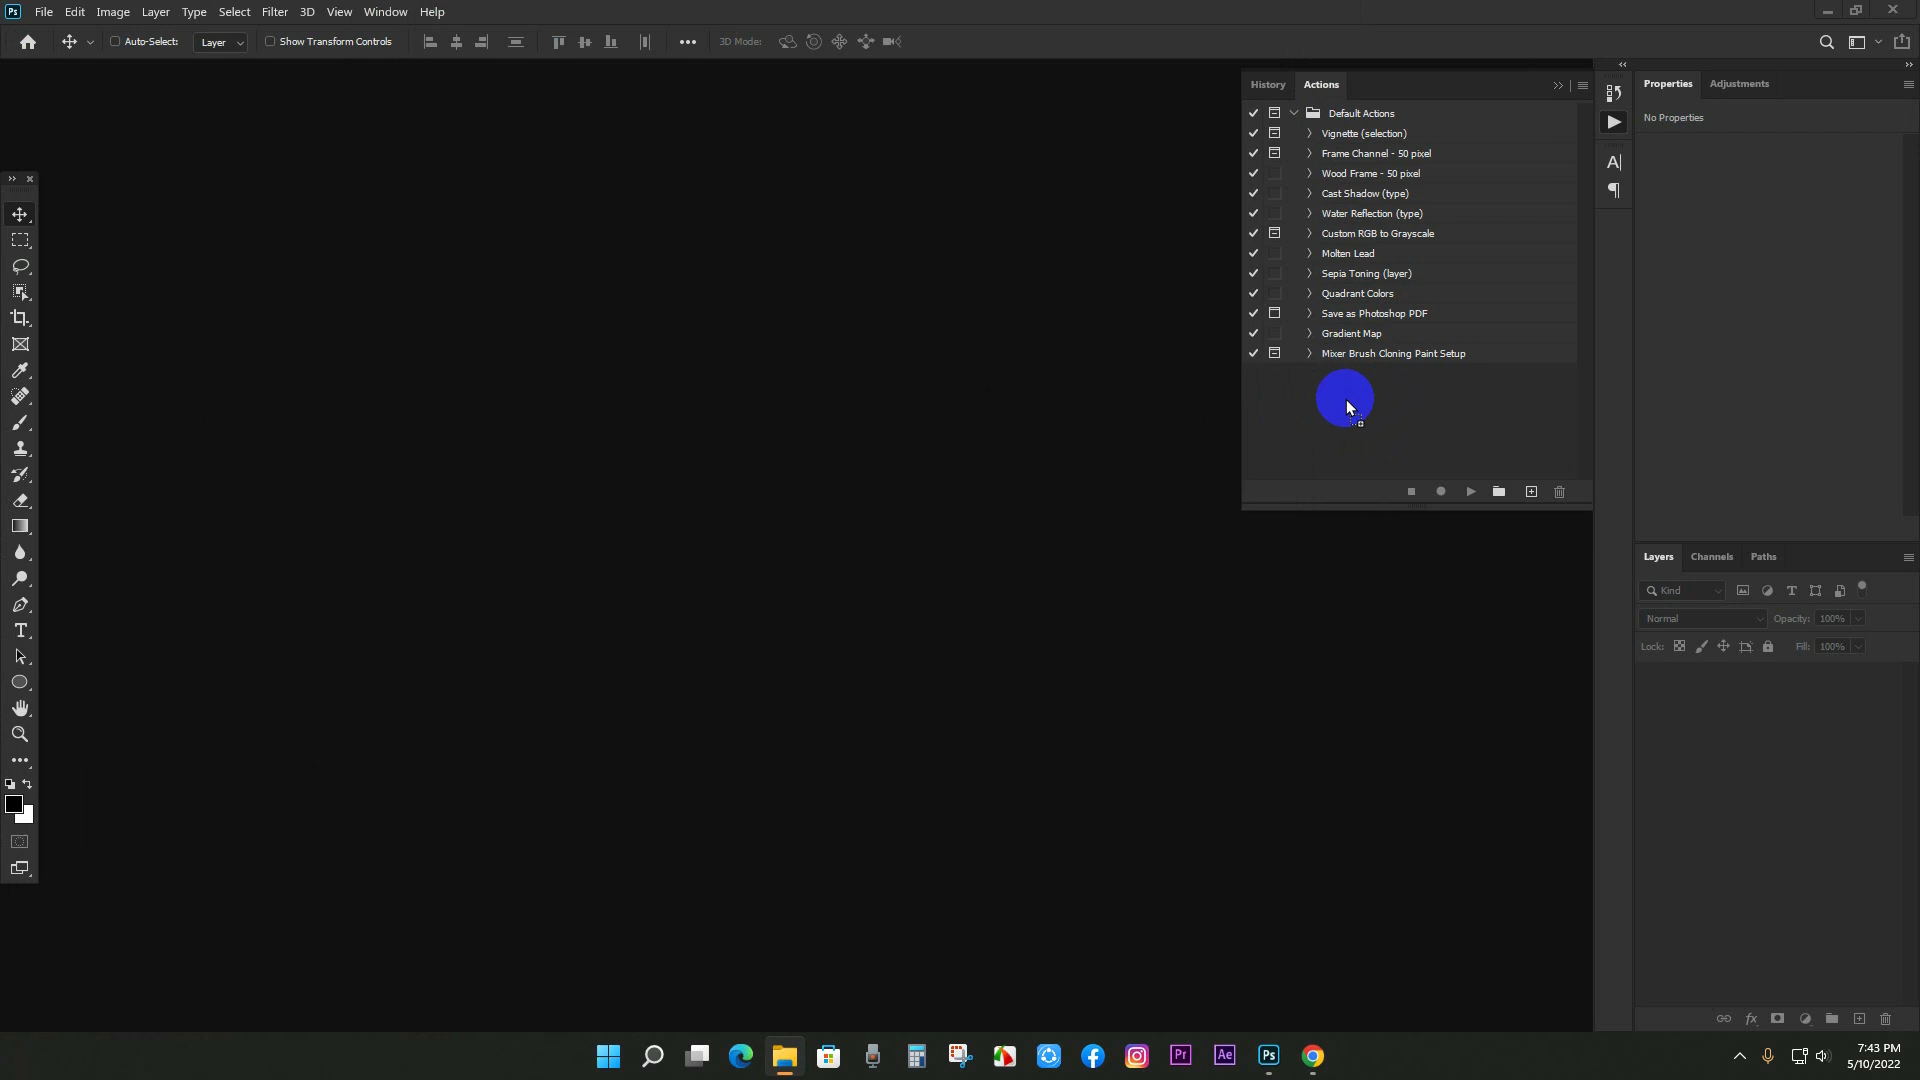 Ps File Edit Image Layer Type Select Filter 3D View Window Help
Auto-Select: Layer Show Transform Controls 3D Mode:
History Actions
Default Actions
Vignette (selection)
Frame Channel - 50 pixel
Wood Frame - 50 pixel
Cast Shadow (type)
Water Reflection (type)
Custom RGB to Grayscale
Molten Lead
Sepia Toning (layer)
Quadrant Colors
Save as Photoshop PDF
Gradient Map
Mixer Brush Cloning Paint Setup
Properties Adjustments
No Properties
Layers Channels Paths
Kind
Normal Opacity: 100%
Lock: Fill: 100%
Pr Ae Ps
7:43 PM
5/10/2022